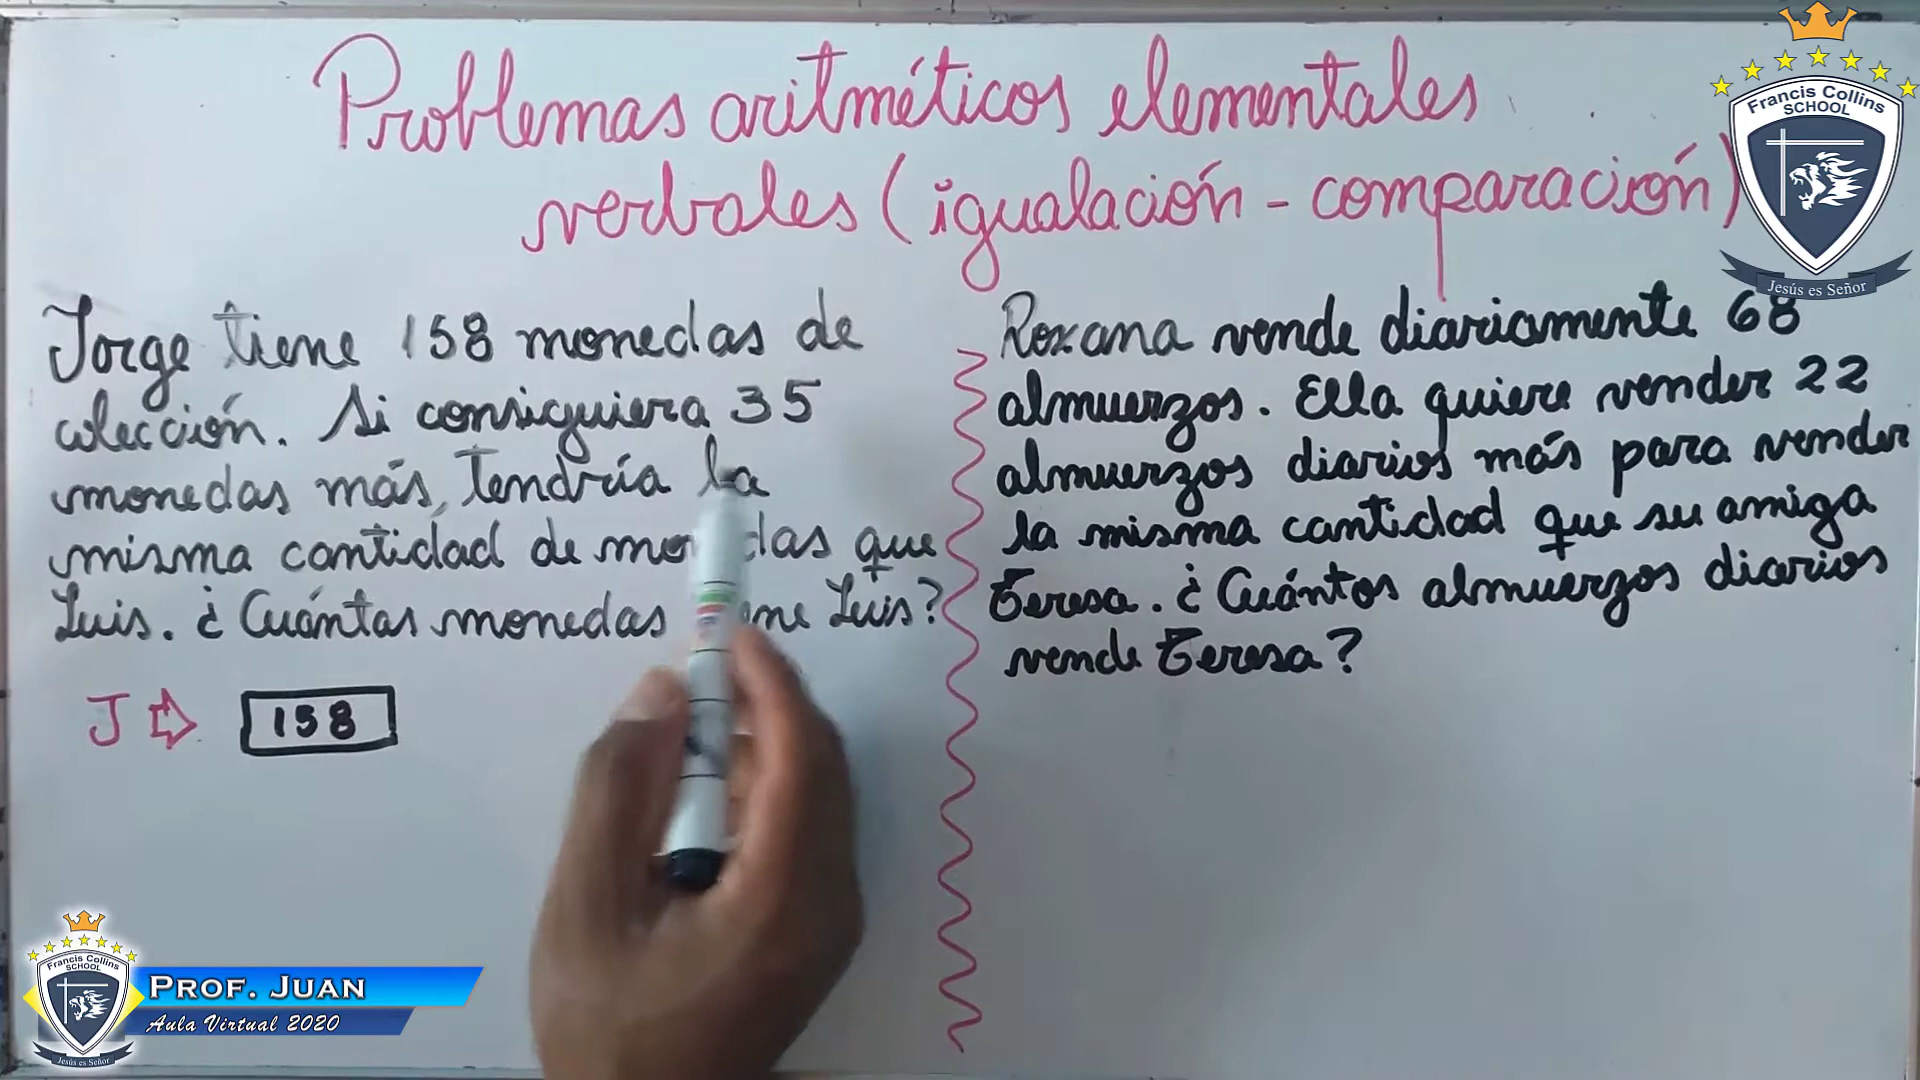 Problemas aritméticos elementales
verbales (igualación - comparación)
Jorge tiene 158 monedas de
colección. Si consiguiera 35
monedas más, tendría la
misma cantidad de mo das que
Luis. ¿Cuántas monedas ene Luis?
J ⇨ 158
Roxana vende diariamente 68
almuerzos. Ella quiere vender 22
almuerzos diarios más para vender
la misma cantidad que su amiga
Teresa. ¿Cuántos almuerzos diarios
vende Teresa?
Francis Collins
SCHOOL
Jesús es Señor
Francis Collins
SCHOOL
Jesús es Señor
PROF. JUAN
Aula Virtual 2020